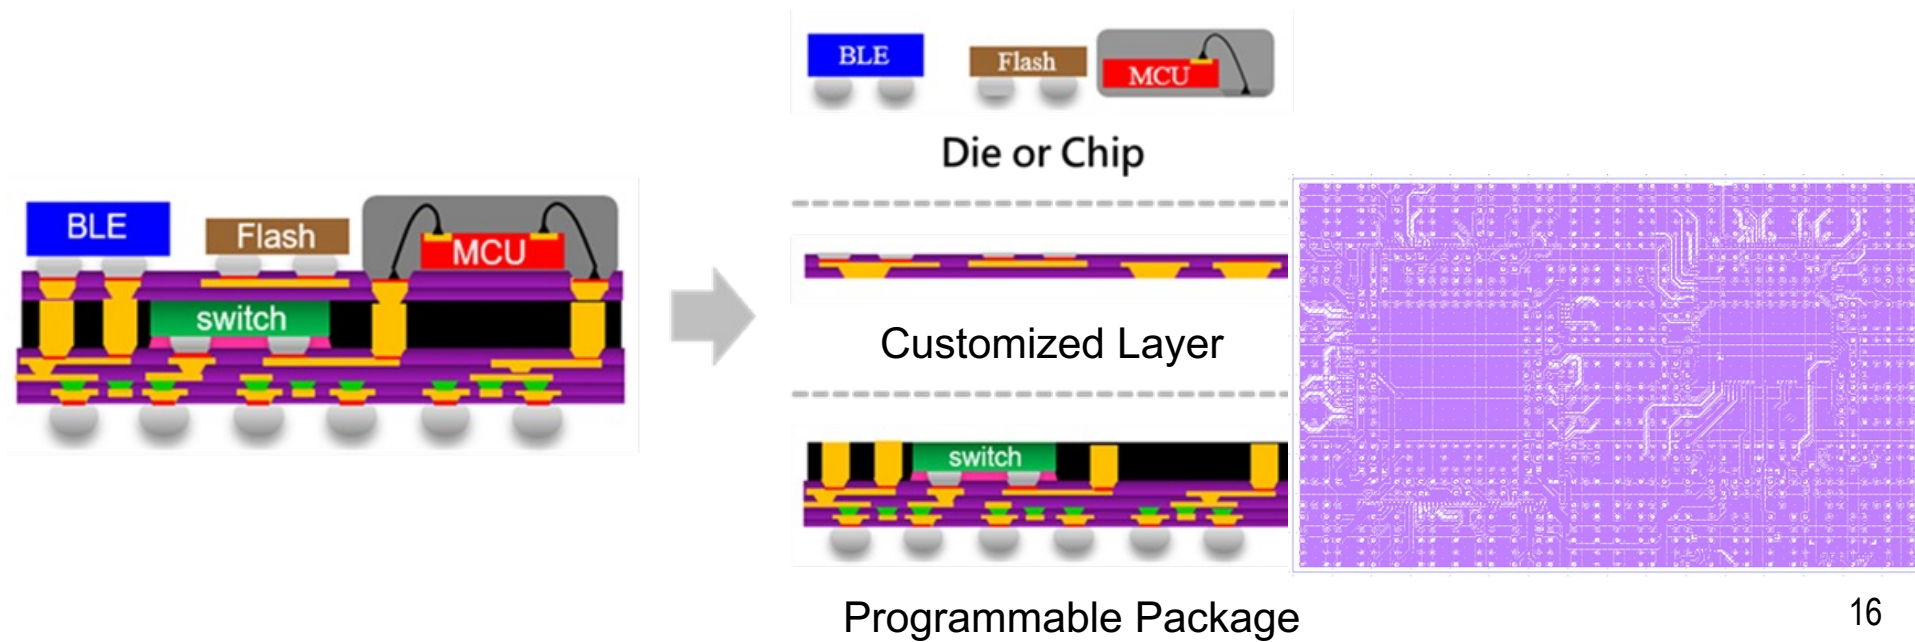 BLE
Flash
MCU
switch
BLE
Flash
MCU
Die or Chip
Customized Layer
switch
Programmable Package
16